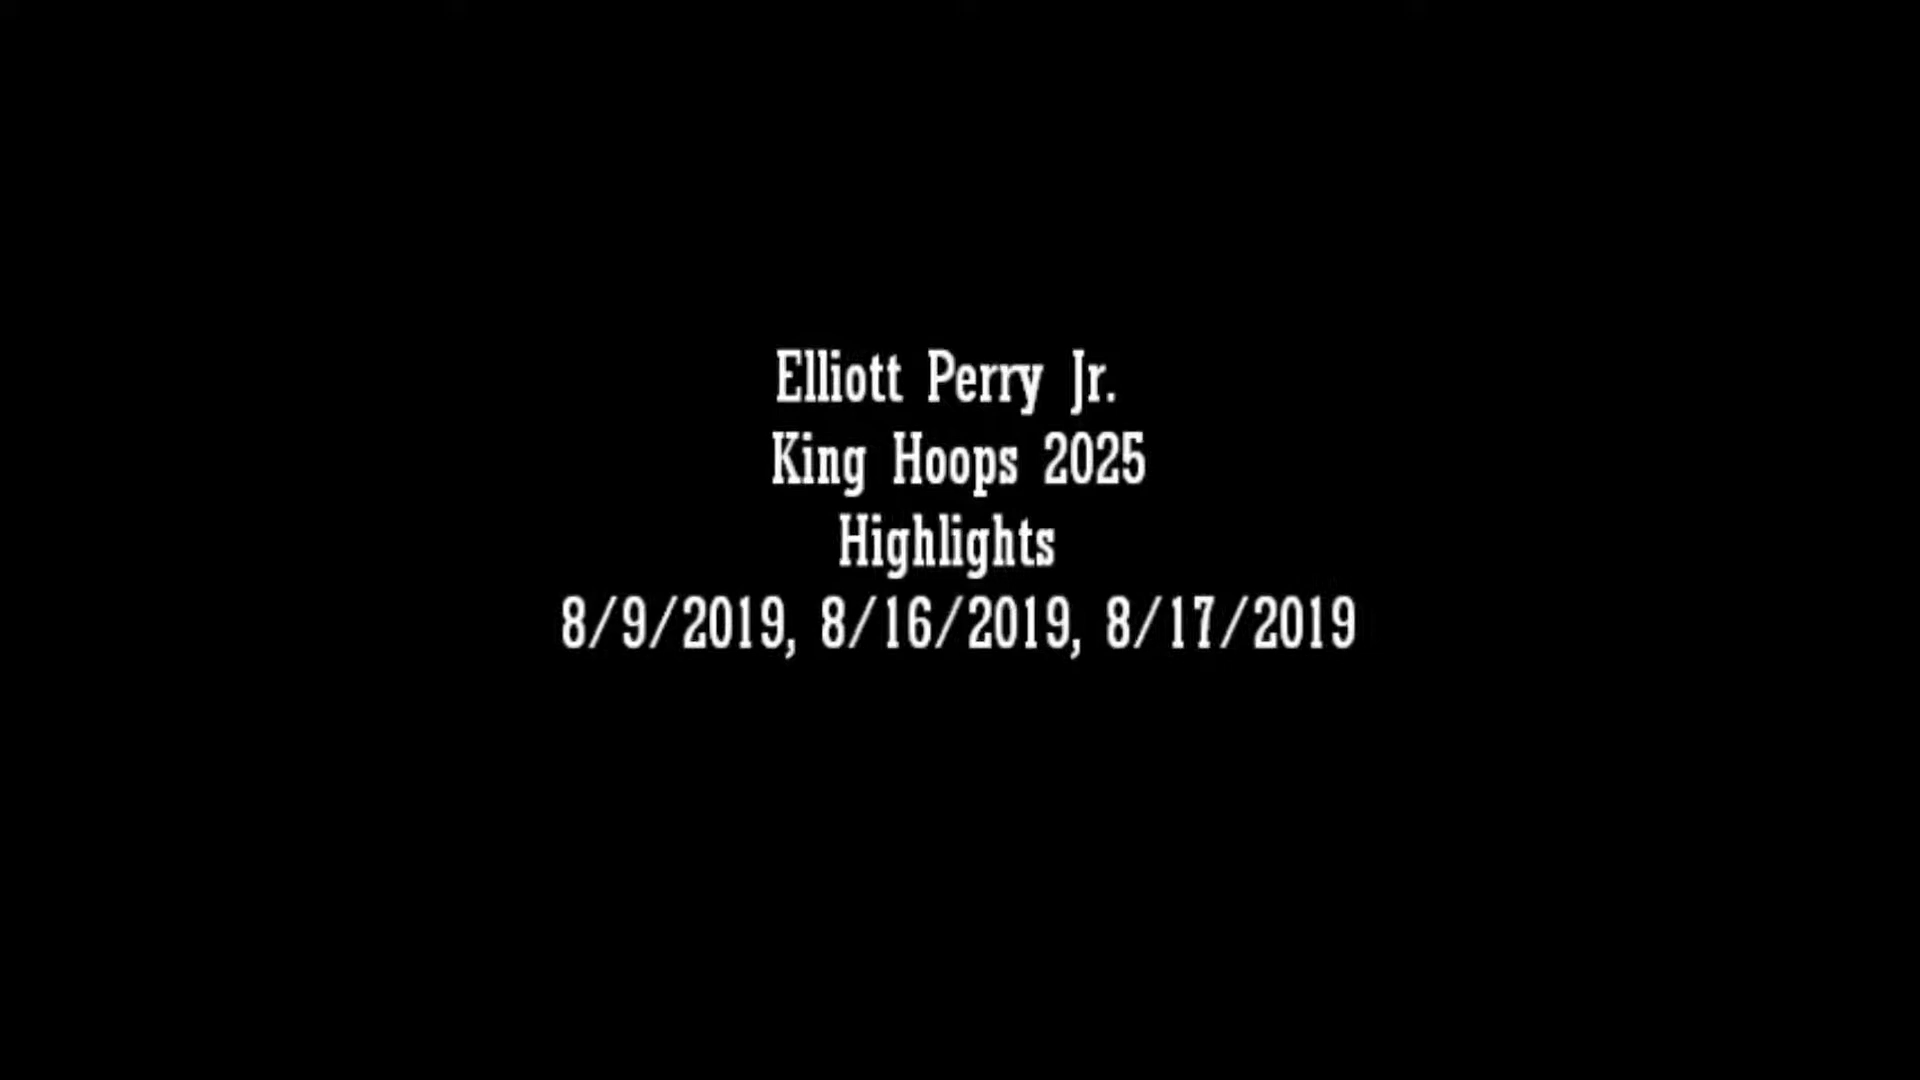 Elliott Perry Jr.
King Hoops 2025
Highlights
8/9/2019, 8/16/2019, 8/17/2019